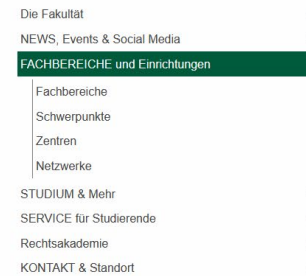 Die Fakultät
NEWS, Events & Social Media
FACHBEREICHE und Einrichtungen
Fachbereiche
Schwerpunkte
Zentren
Netzwerke
STUDIUM & Mehr
SERVICE für Studierende
Rechtsakademie
KONTAKT & Standort